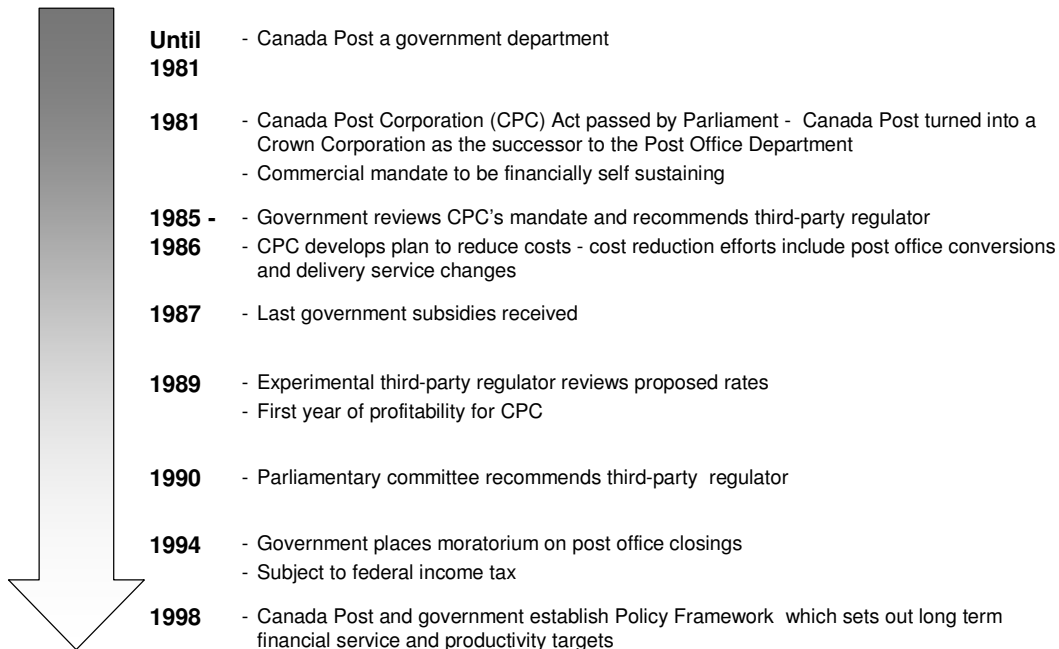 Until - Canada Post a government department
1981
1981 - Canada Post Corporation (CPC) Act passed by Parliament - Canada Post turned into a
Crown Corporation as the successor to the Post Office Department
- Commercial mandate to be financially self sustaining
1985 - - Government reviews CPC's mandate and recommends third-party regulator
1986 - CPC develops plan to reduce costs - cost reduction efforts include post office conversions
and delivery service changes
1987 - Last government subsidies received
1989 - Experimental third-party regulator reviews proposed rates
- First year of profitability for CPC
1990 - Parliamentary committee recommends third-party regulator
1994 - Government places moratorium on post office closings
- Subject to federal income tax
1998 - Canada Post and government establish Policy Framework which sets out long term
financial service and productivity targets